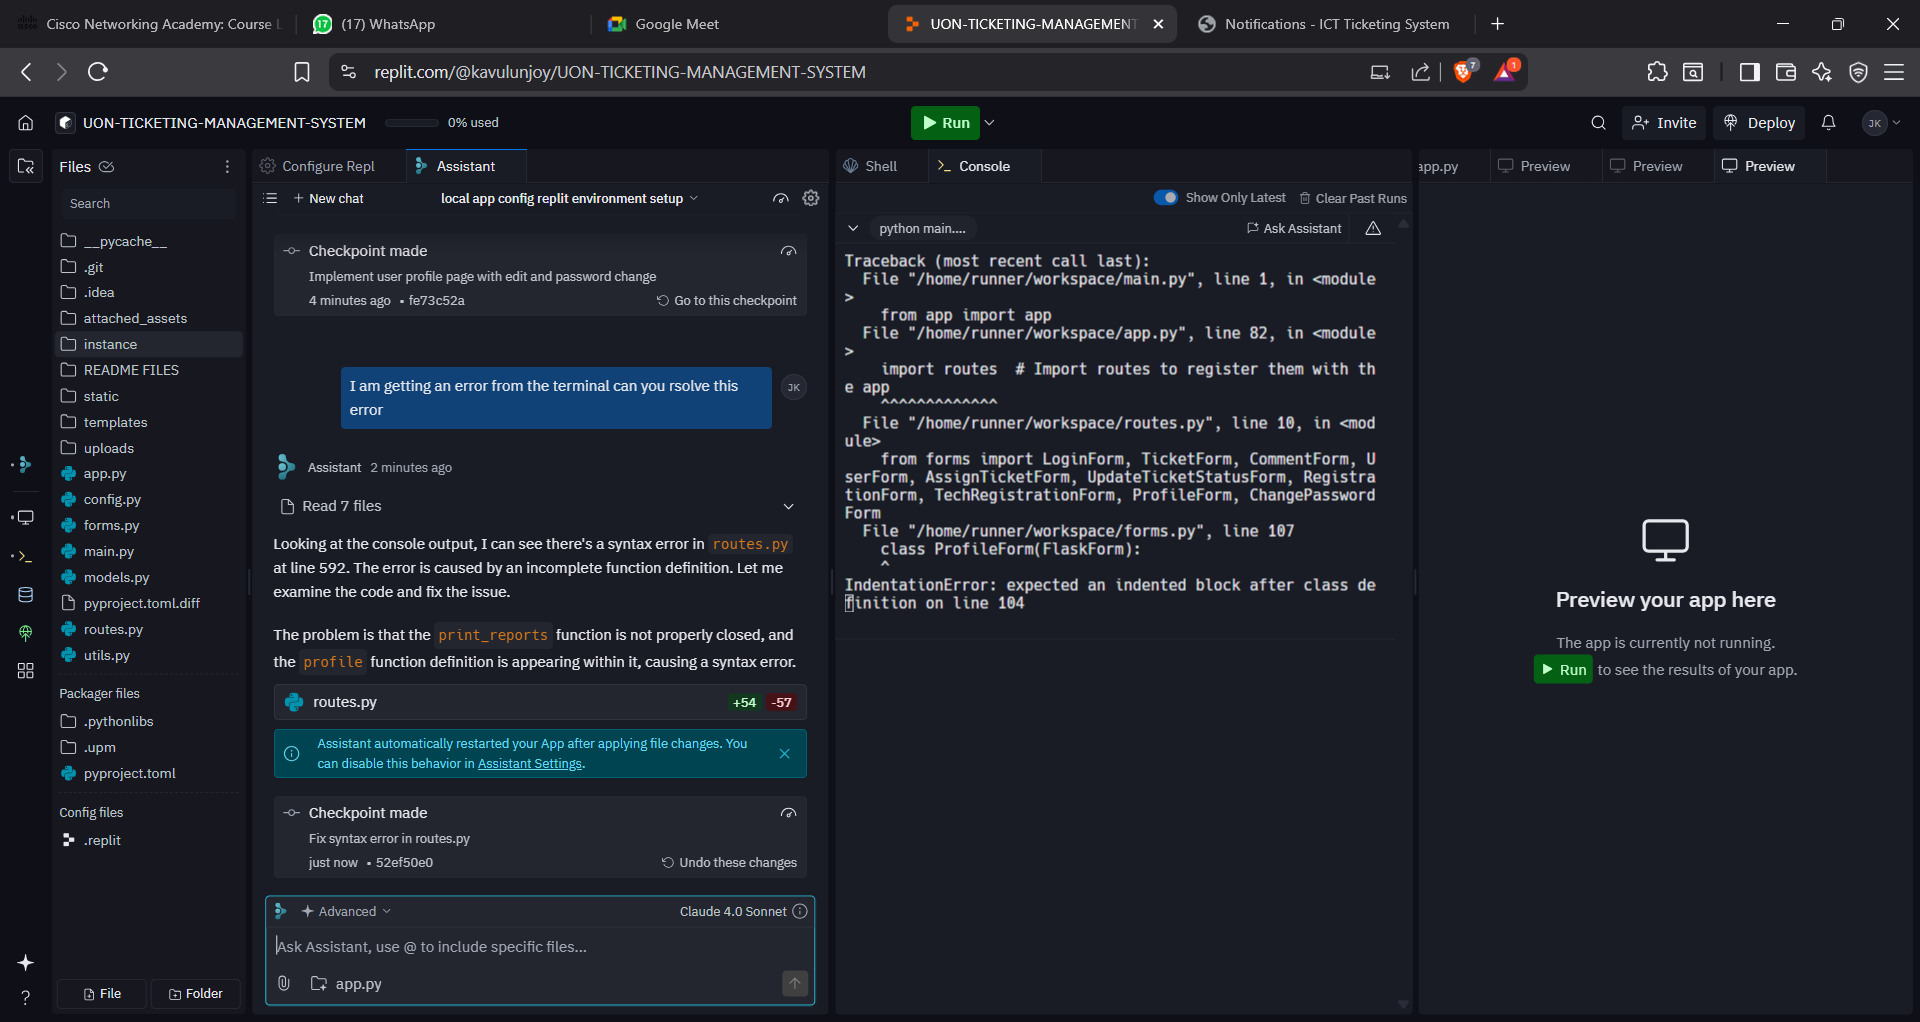 Cisco Networking Academy: Course L
(17) WhatsApp
Google Meet
UON-TICKETING-MANAGEMENT
Notifications - ICT Ticketing System
replit.com/@kavulunjoy/UON-TICKETING-MANAGEMENT-SYSTEM
7
1
UON-TICKETING-MANAGEMENT-SYSTEM
0% used
Run
Invite
Deploy
JK
Files
Search
__pycache__
.git
.idea
attached_assets
instance
README FILES
static
templates
uploads
app.py
config.py
forms.py
main.py
models.py
pyproject.toml.diff
routes.py
utils.py
Packager files
.pythonlibs
.upm
pyproject.toml
Config files
.replit
File
Folder
Configure Repl
Assistant
New chat
local app config replit environment setup
Checkpoint made
Implement user profile page with edit and password change
4 minutes ago • fe73c52a
Go to this checkpoint
I am getting an error from the terminal can you rsolve this
error
JK
Assistant 2 minutes ago
Read 7 files
Looking at the console output, I can see there's a syntax error in routes.py
at line 592. The error is caused by an incomplete function definition. Let me
examine the code and fix the issue.
The problem is that the print_reports function is not properly closed, and
the profile function definition is appearing within it, causing a syntax error.
routes.py
+54 -57
Assistant automatically restarted your App after applying file changes. You
can disable this behavior in Assistant Settings.
Checkpoint made
Fix syntax error in routes.py
just now • 52ef50e0
Undo these changes
Advanced
Claude 4.0 Sonnet
Ask Assistant, use @ to include specific files...
app.py
Shell
Console
Show Only Latest
Clear Past Runs
python main....
Ask Assistant
Traceback (most recent call last):
File "/home/runner/workspace/main.py", line 1, in <module
>
from app import app
File "/home/runner/workspace/app.py", line 82, in <module
>
import routes # Import routes to register them with th
e app
^^^^^^^^^^^^^
File "/home/runner/workspace/routes.py", line 10, in <mod
ule>
from forms import LoginForm, TicketForm, CommentForm, U
serForm, AssignTicketForm, UpdateTicketStatusForm, Registra
tionForm, TechRegistrationForm, ProfileForm, ChangePassword
Form
File "/home/runner/workspace/forms.py", line 107
class ProfileForm(FlaskForm):
^
IndentationError: expected an indented block after class de
finition on line 104
app.py
Preview
Preview
Preview
Preview your app here
The app is currently not running.
Run to see the results of your app.